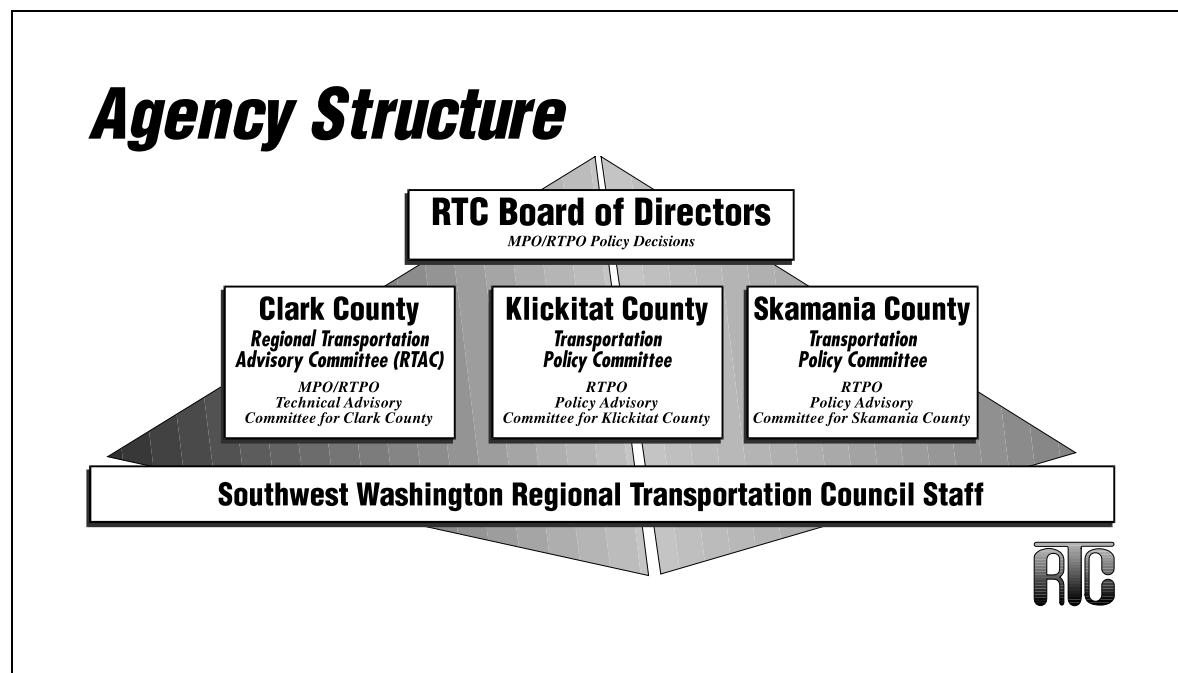 Agency Structure
RTC Board of Directors
MPO/RTPO Policy Decisions
Clark County
Regional Transportation
Advisory Committee (RTAC)
MPO/RTPO
Technical Advisory
Committee for Clark County
Klickitat County
Transportation
Policy Committee
RTPO
Policy Advisory
Committee for Klickitat County
Skamania County
Transportation
Policy Committee
RTPO
Policy Advisory
Committee for Skamania County
Southwest Washington Regional Transportation Council Staff
RTC